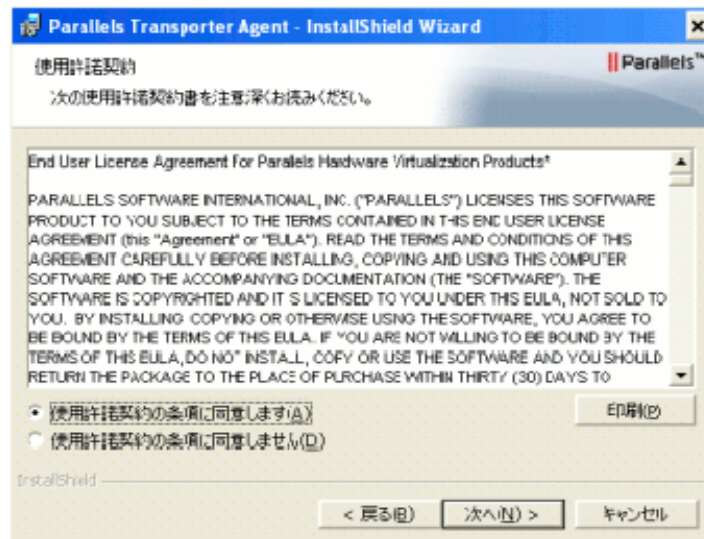 Parallels Transporter Agent - InstallShield Wizard
使用許諾契約
次の使用許諾契約書を注意深くお読みください。
Parallels™
End User License Agreement For Parallels Hardware Virtualization Products*
PARALLELS SOFTWARE INTERNATIONAL, INC. ("PARALLELS") LICENSES THIS SOFTWARE
PRODUCT TO YOU SUBJECT TO THE TERMS CONTAINED IN THIS END USER LICENSE
AGREEMENT (this "Agreement" or "EULA"). READ THE TERMS AND CONDITIONS OF THIS
AGREEMENT CAREFULLY BEFORE INSTALLING, COPYING AND USING THIS COMPUTER
SOFTWARE AND THE ACCOMPANYING DOCUMENTATION (THE "SOFTWARE"). THE
SOFTWARE IS COPYRIGHTED AND IT IS LICENSED TO YOU UNDER THIS EULA, NOT SOLD TO
YOU. BY INSTALLING COPYING OR OTHERWISE USING THE SOFTWARE, YOU AGREE TO
BE BOUND BY THE TERMS OF THIS EULA. IF YOU ARE NOT WILLING TO BE BOUND BY THE
TERMS OF THIS EULA, DO NOT INSTALL, COPY OR USE THE SOFTWARE AND YOU SHOULD
RETURN THE PACKAGE TO THE PLACE OF PURCHASE WITHIN THIRTY (30) DAYS TO
使用許諾契約の条項に同意します(A)
印刷(P)
使用許諾契約の条項に同意しません(D)
InstallShield
< 戻る(B)
次へ(N) >
キャンセル